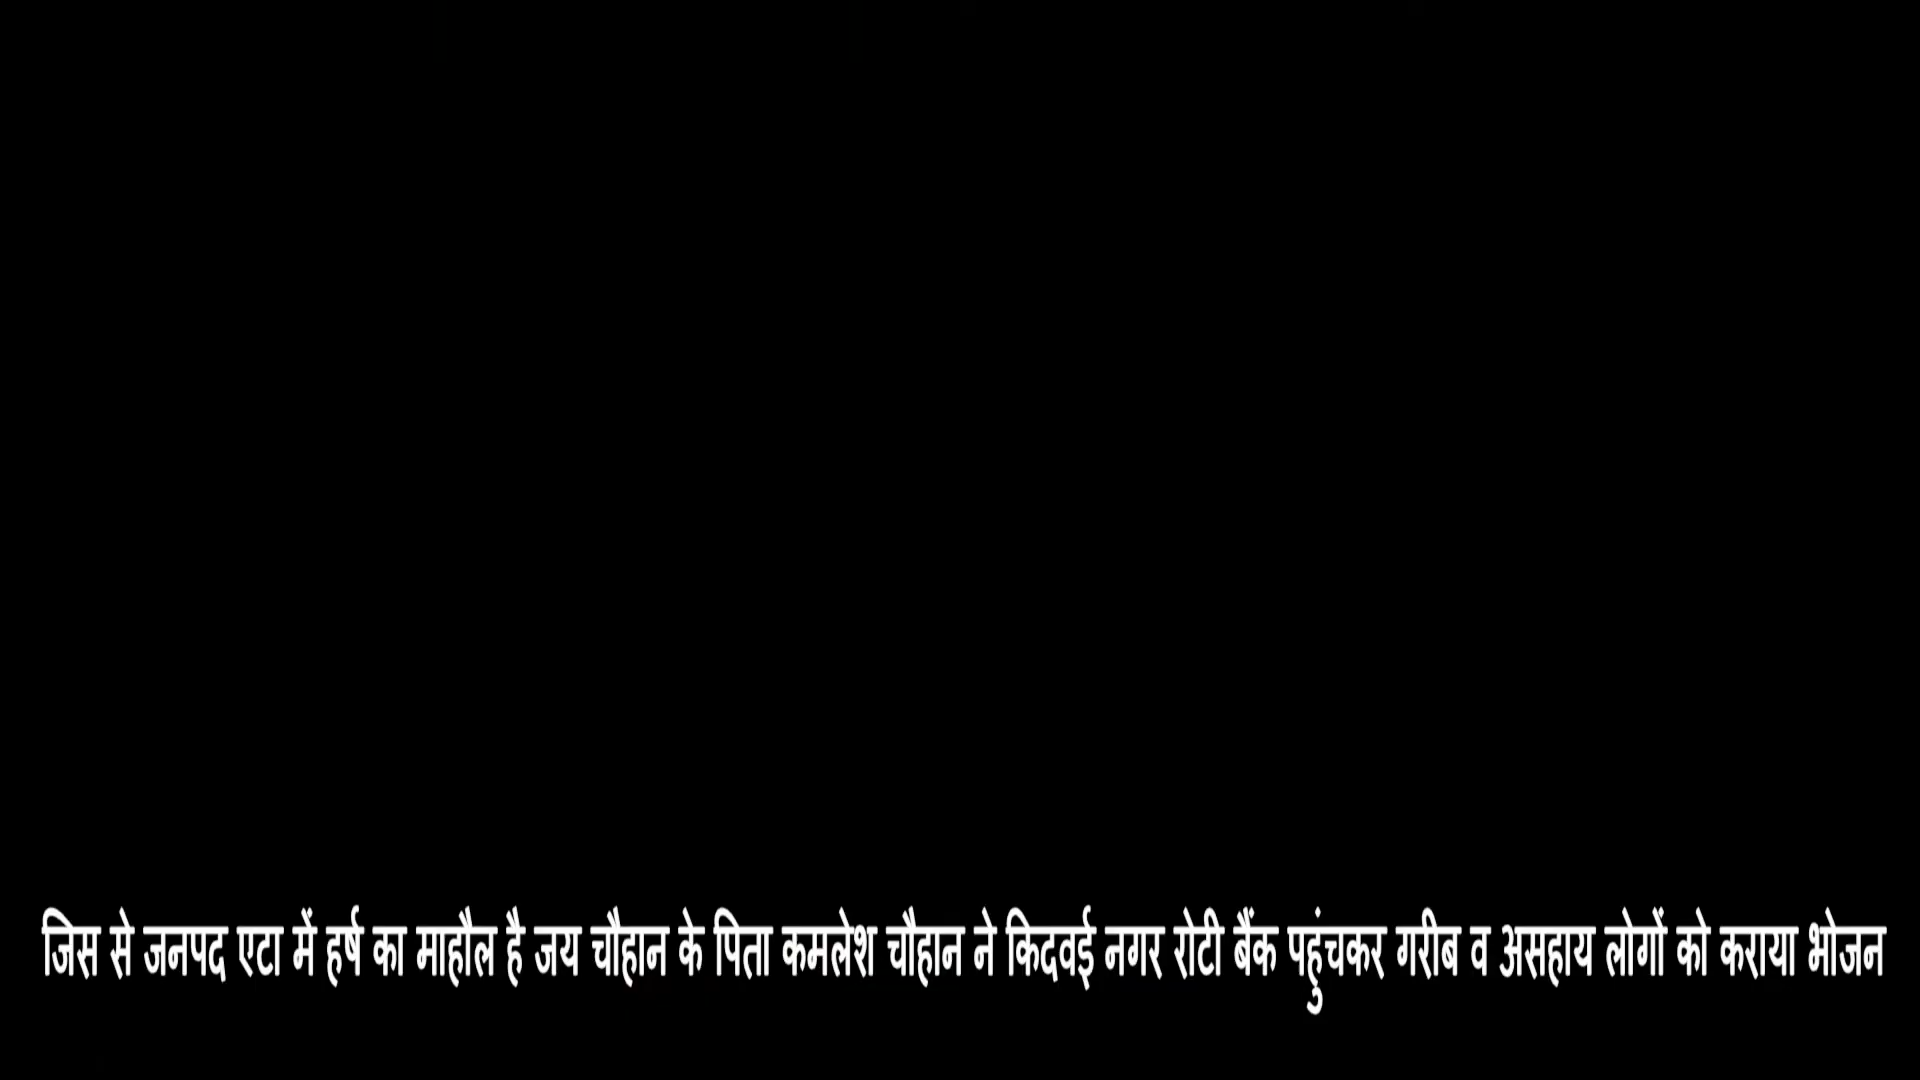 जिस से जनपद एटा में हर्ष का माहौल है जय चौहान के पिता कमलेश चौहान ने किदवई नगर रोटी बैंक पहुंचकर गरीब व असहाय लोगों को कराया भोजन